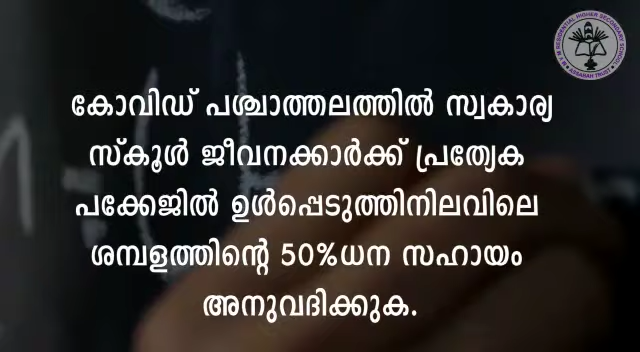 കോവിഡ് പശ്ചാത്തലത്തിൽ സ്വകാര്യ
സ്കൂൾ ജീവനക്കാർക്ക് പ്രത്യേക
പക്കേജിൽ ഉൾപ്പെടുത്തിനിലവിലെ
ശമ്പളത്തിന്റെ 50%ധന സഹായം
അനുവദിക്കുക.